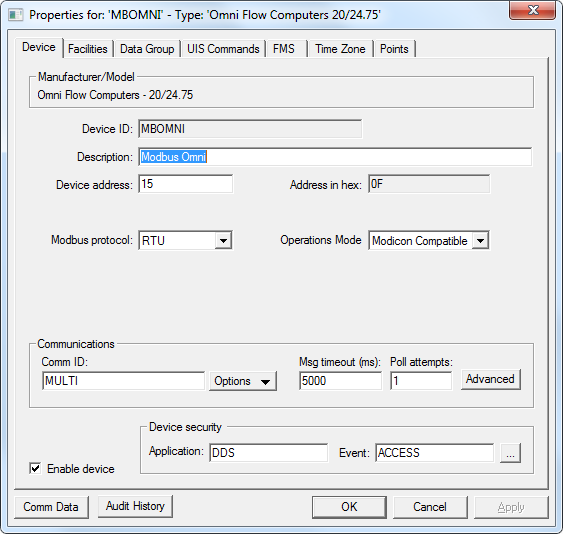 Properties for: 'MBOMNI' - Type: 'Omni Flow Computers 20/24.75'
Device Facilities Data Group UIS Commands FMS Time Zone Points
Manufacturer/Model
Omni Flow Computers - 20/24.75
Device ID: MBOMNI
Description: Modbus Omni
Device address: 15 Address in hex: 0F
Modbus protocol: RTU Operations Mode Modicon Compatible
Communications
Comm ID: Msg timeout (ms): Poll attempts:
MULTI Options 5000 1 Advanced
Device security
Application: DDS Event: ACCESS ...
Enable device
Comm Data Audit History OK Cancel Apply